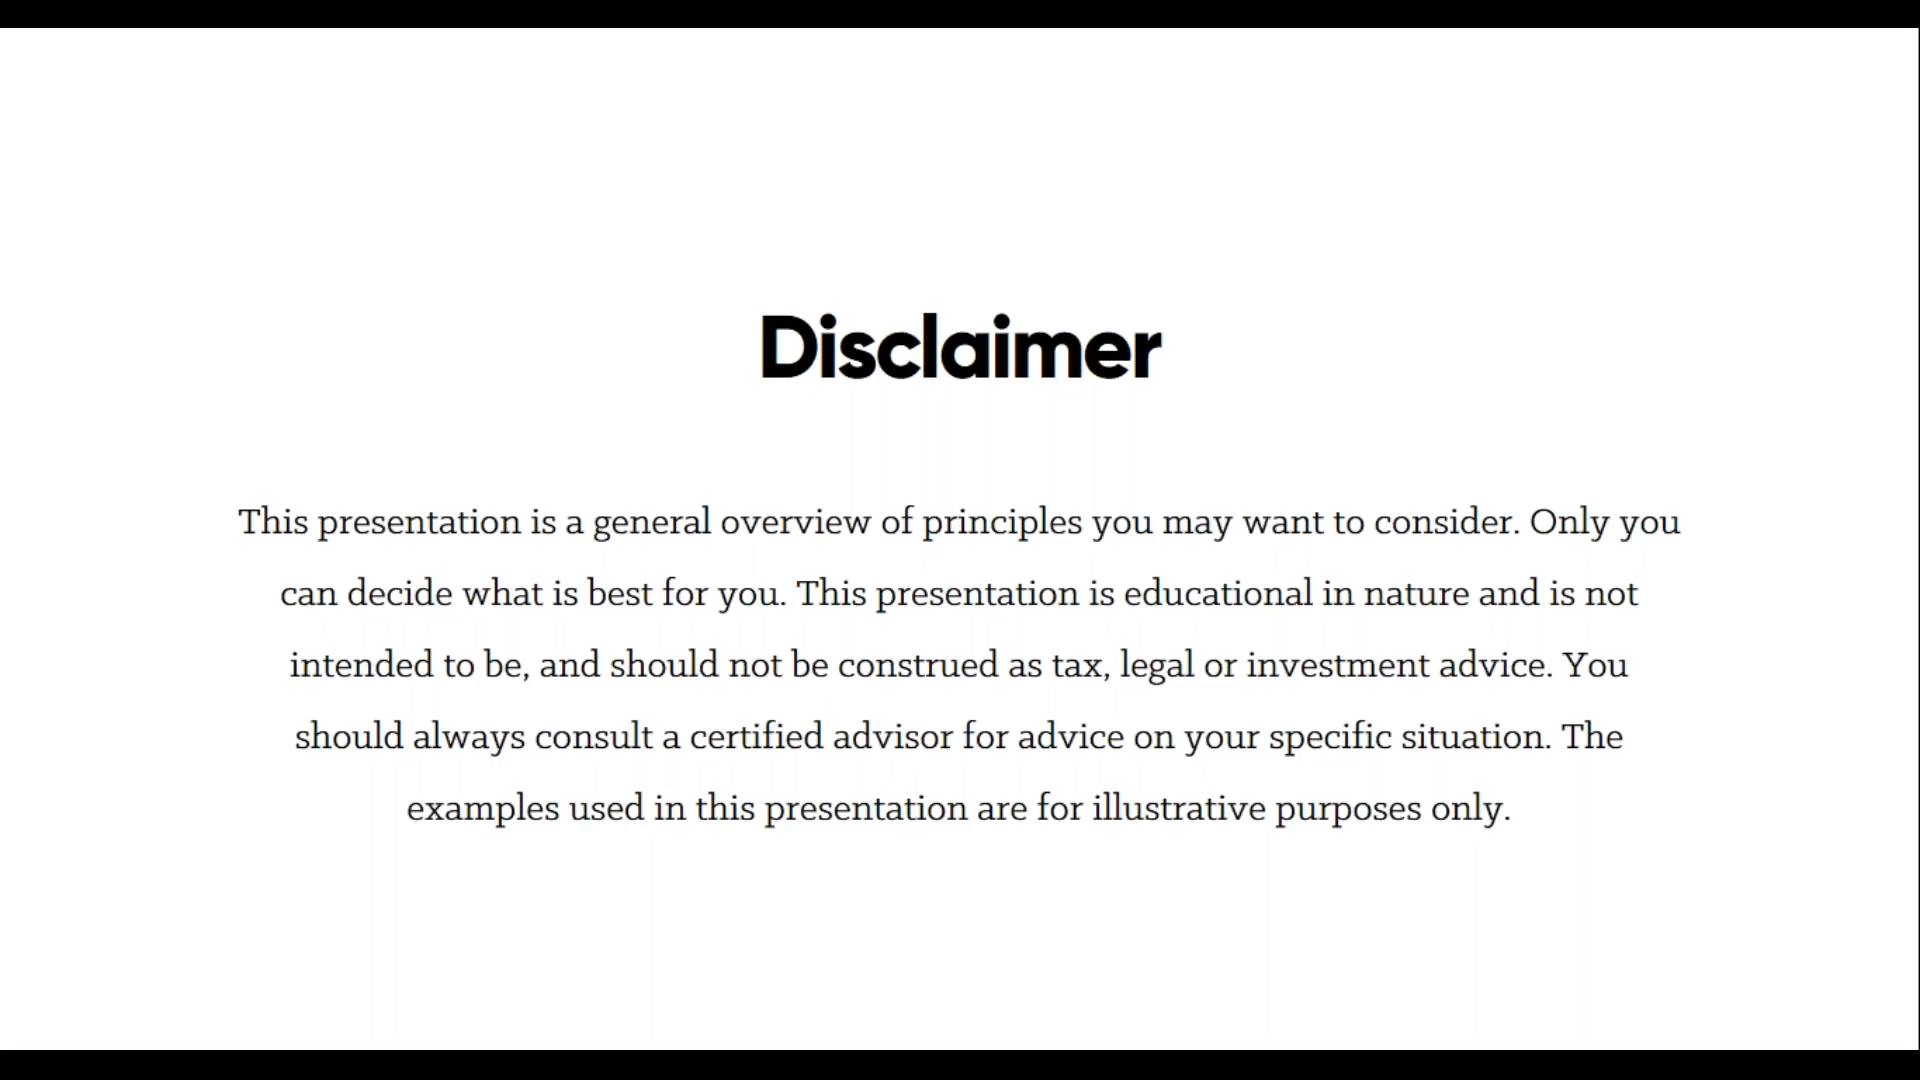 Disclaimer
This presentation is a general overview of principles you may want to consider. Only you
can decide what is best for you. This presentation is educational in nature and is not
intended to be, and should not be construed as tax, legal or investment advice. You
should always consult a certified advisor for advice on your specific situation. The
examples used in this presentation are for illustrative purposes only.